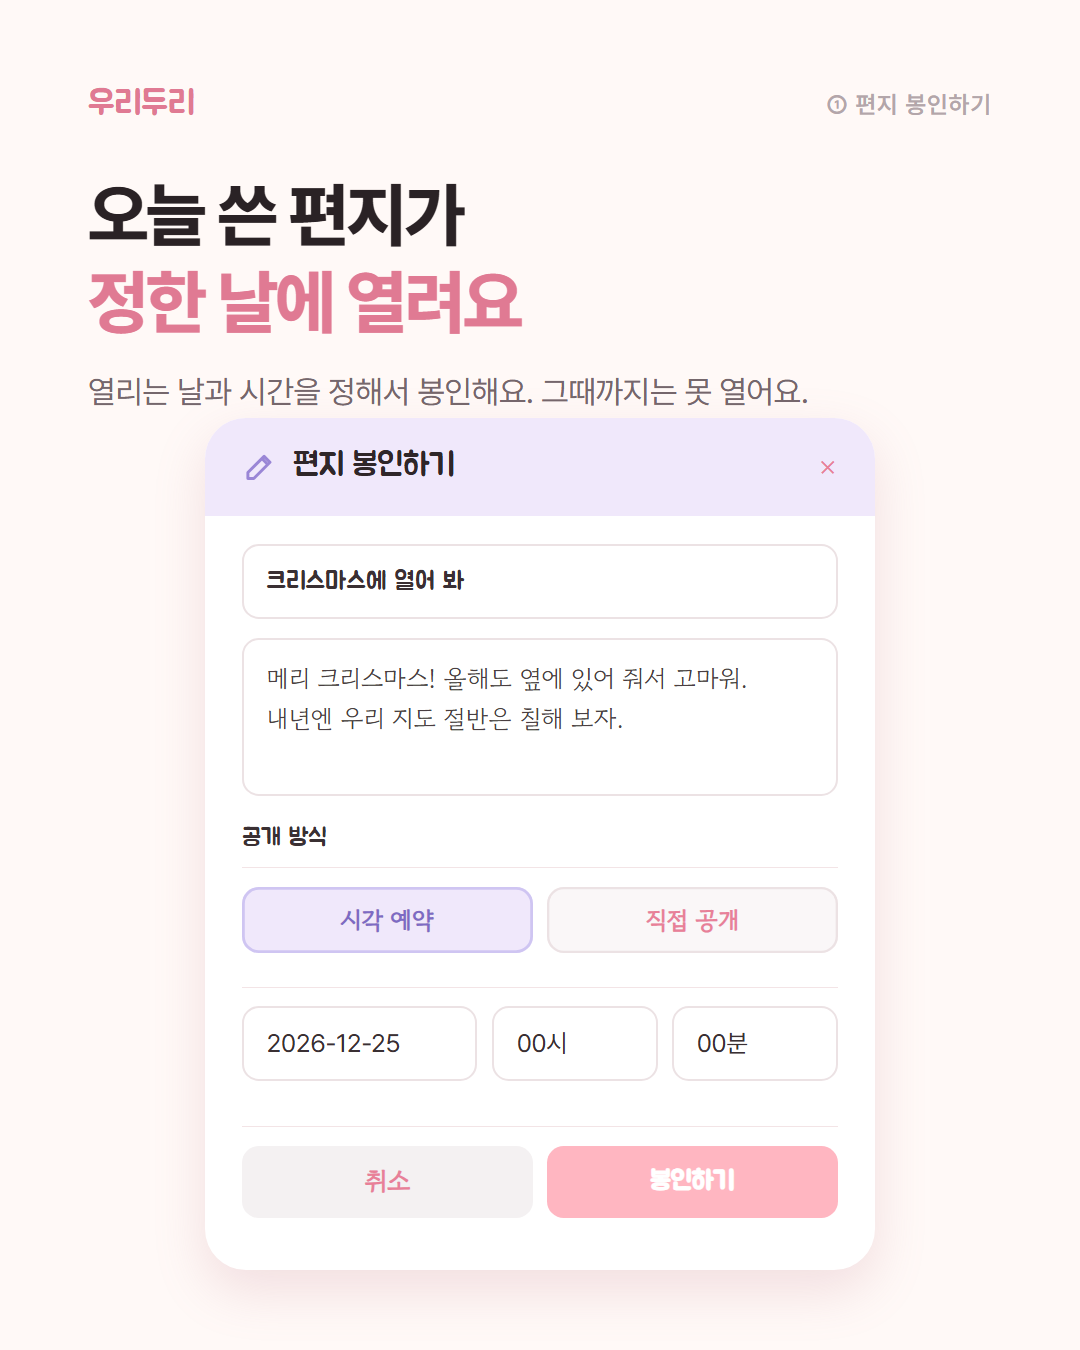 우리두리
① 편지 봉인하기
오늘 쓴 편지가
정한 날에 열려요
열리는 날과 시간을 정해서 봉인해요. 그때까지는 못 열어요.
편지 봉인하기
크리스마스에 열어 봐
메리 크리스마스! 올해도 옆에 있어 줘서 고마워.
내년엔 우리 지도 절반은 칠해 보자.
공개 방식
시각 예약
직접 공개
2026-12-25
00시
00분
취소
봉인하기